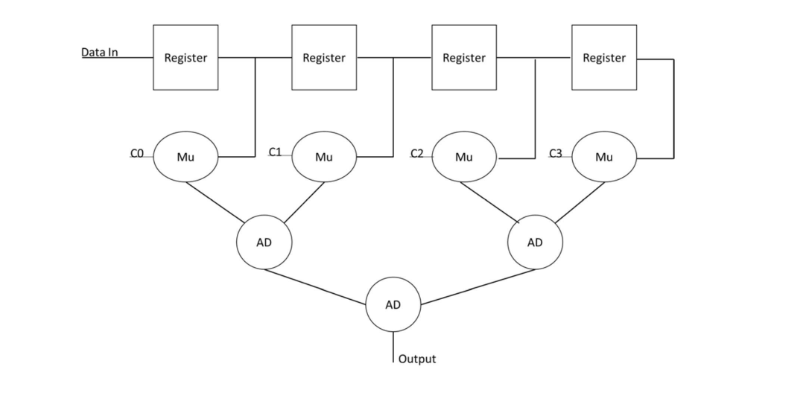 Data In
Register
Register
Register
Register
C0
Mu
C1
Mu
C2
Mu
C3
Mu
AD
AD
AD
Output